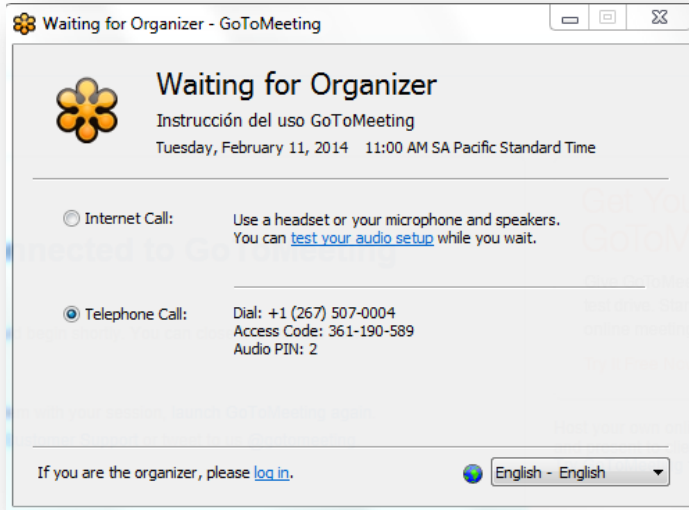 Waiting for Organizer - GoToMeeting
Waiting for Organizer
Instrucción del uso GoToMeeting
Tuesday, February 11, 2014 11:00 AM SA Pacific Standard Time
Internet Call:
Use a headset or your microphone and speakers.
You can test your audio setup while you wait.
Telephone Call:
Dial: +1 (267) 507-0004
Access Code: 361-190-589
Audio PIN: 2
If you are the organizer, please log in.
English - English